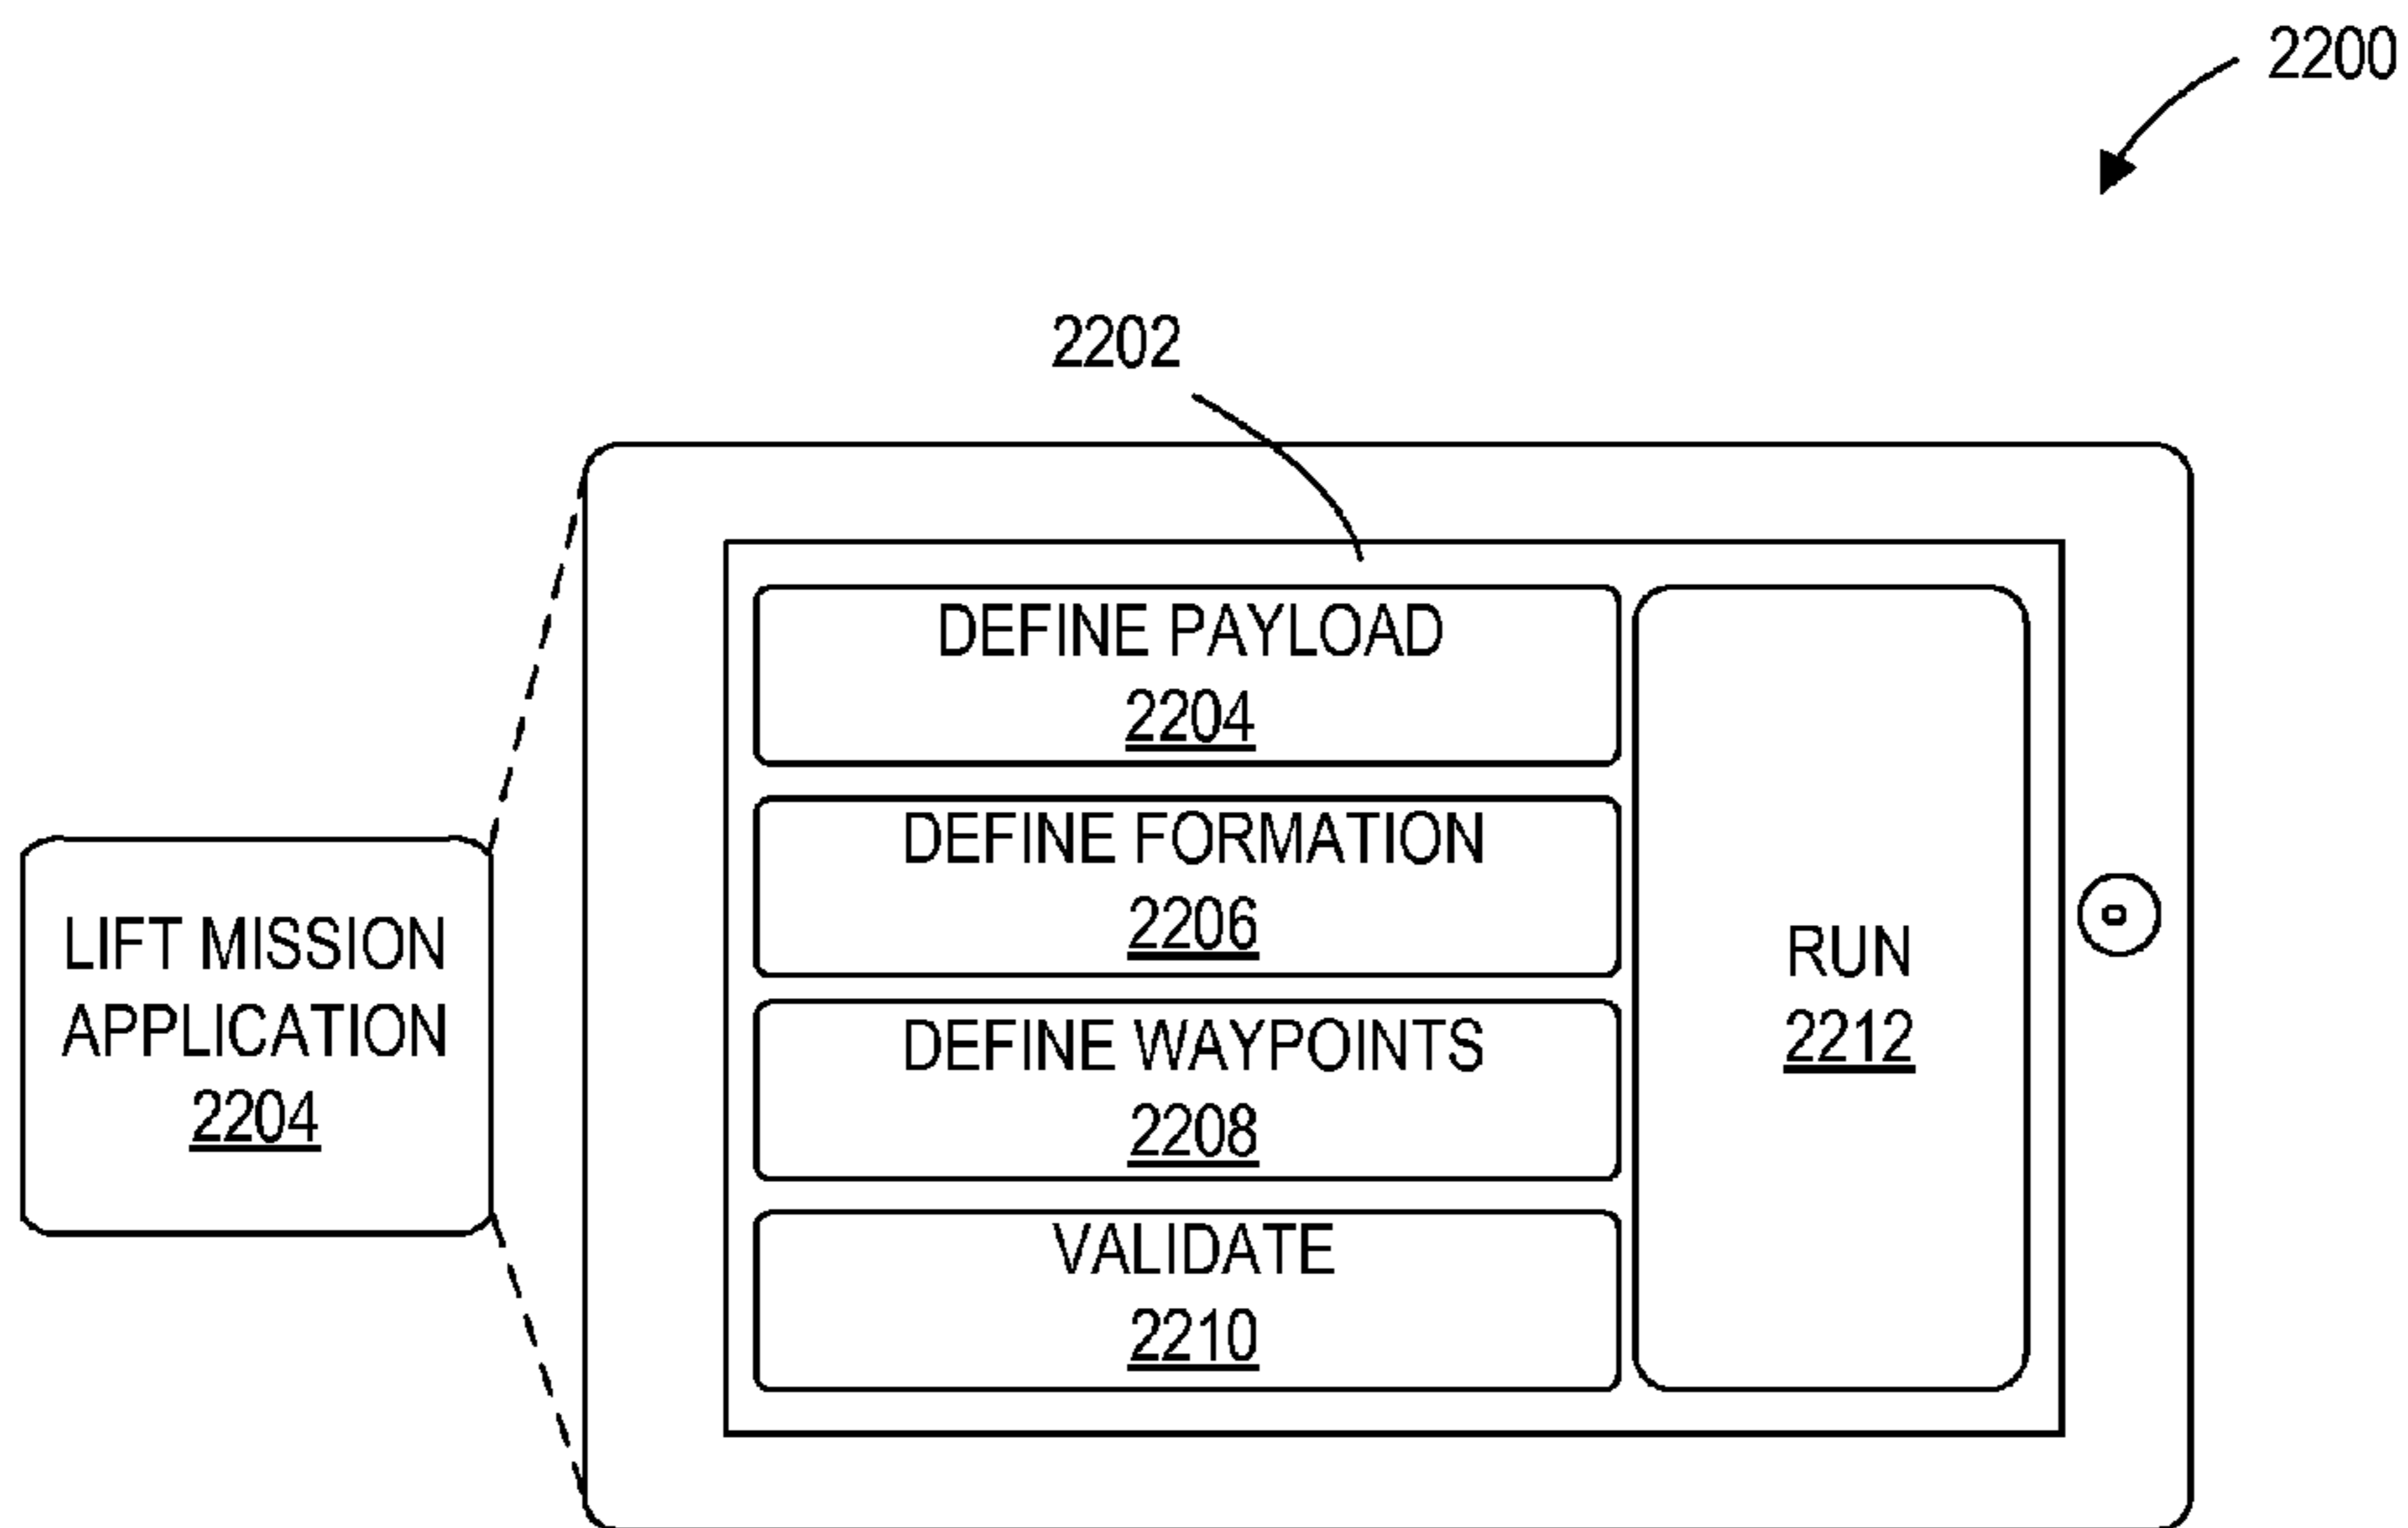 2200
2202
DEFINE PAYLOAD
2204
DEFINE FORMATION
2206
DEFINE WAYPOINTS
2208
VALIDATE
2210
RUN
2212
LIFT MISSION
APPLICATION
2204